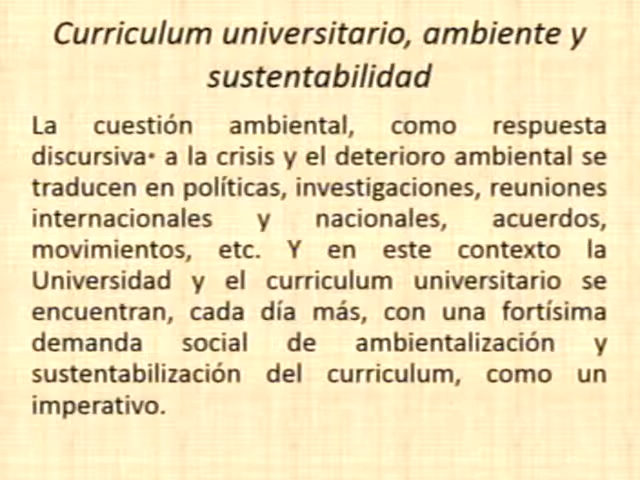 Curriculum universitario, ambiente y
sustentabilidad
La cuestión ambiental, como respuesta
discursiva· a la crisis y el deterioro ambiental se
traducen en políticas, investigaciones, reuniones
internacionales y nacionales, acuerdos,
movimientos, etc. Y en este contexto la
Universidad y el curriculum universitario se
encuentran, cada día más, con una fortísima
demanda social de ambientalización y
sustentabilización del curriculum, como un
imperativo.